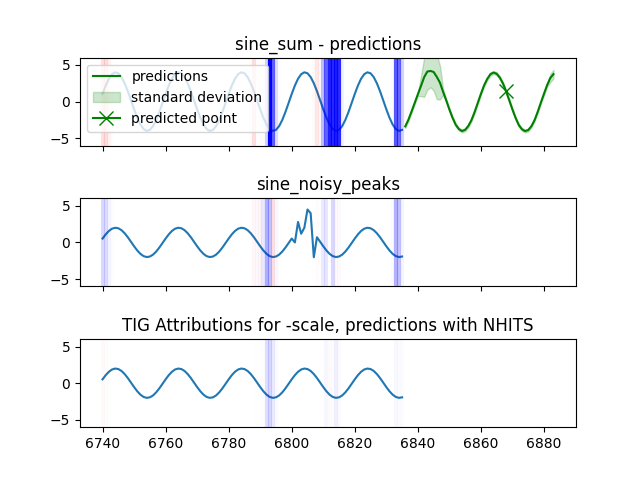 sine_sum - predictions
5
0
−5
predictions
standard deviation
predicted point
sine_noisy_peaks
5
0
−5
TIG Attributions for -scale, predictions with NHITS
5
0
−5
6740 6760 6780 6800 6820 6840 6860 6880